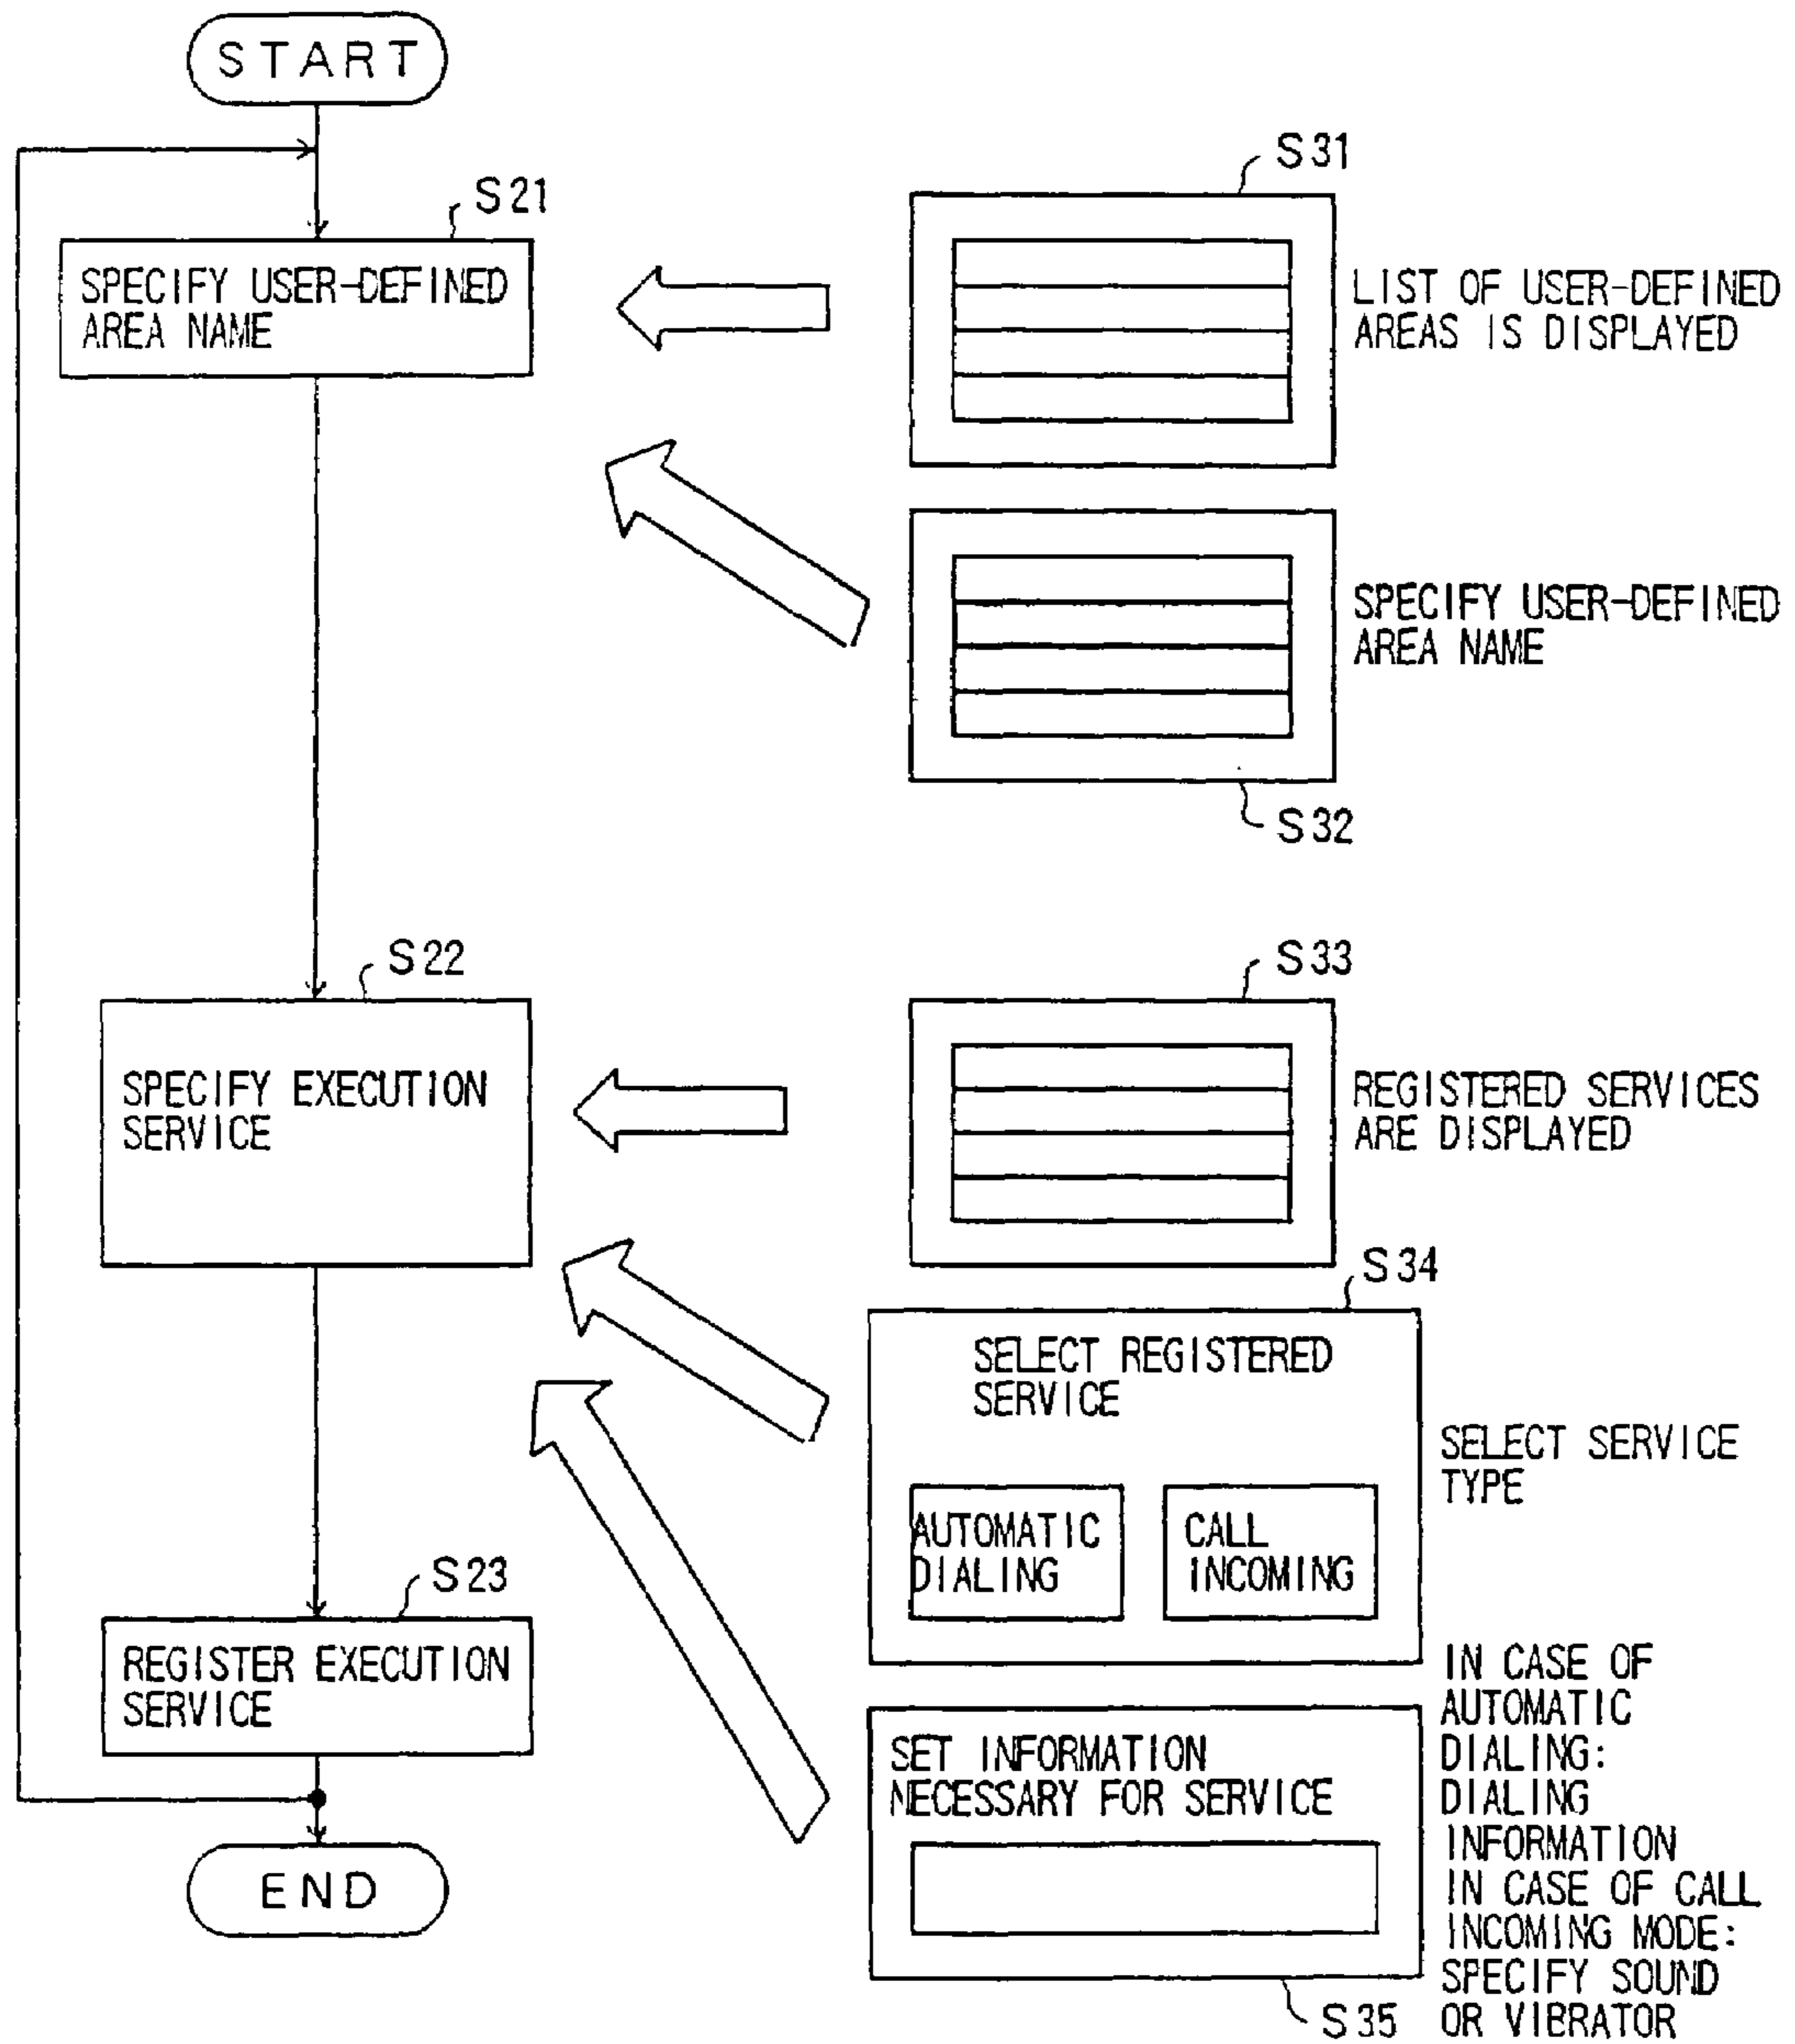 START
S21
SPECIFY USER-DEFINED
AREA NAME
S31
LIST OF USER-DEFINED
AREAS IS DISPLAYED
SPECIFY USER-DEFINED
AREA NAME
S32
S22
SPECIFY EXECUTION
SERVICE
S33
REGISTERED SERVICES
ARE DISPLAYED
S34
SELECT REGISTERED
SERVICE
AUTOMATIC
DIALING
CALL
INCOMING
SELECT SERVICE
TYPE
S23
REGISTER EXECUTION
SERVICE
SET INFORMATION
NECESSARY FOR SERVICE
IN CASE OF
AUTOMATIC
DIALING:
DIALING
INFORMATION
IN CASE OF CALL
INCOMING MODE:
SPECIFY SOUND
OR VIBRATOR
S35
END